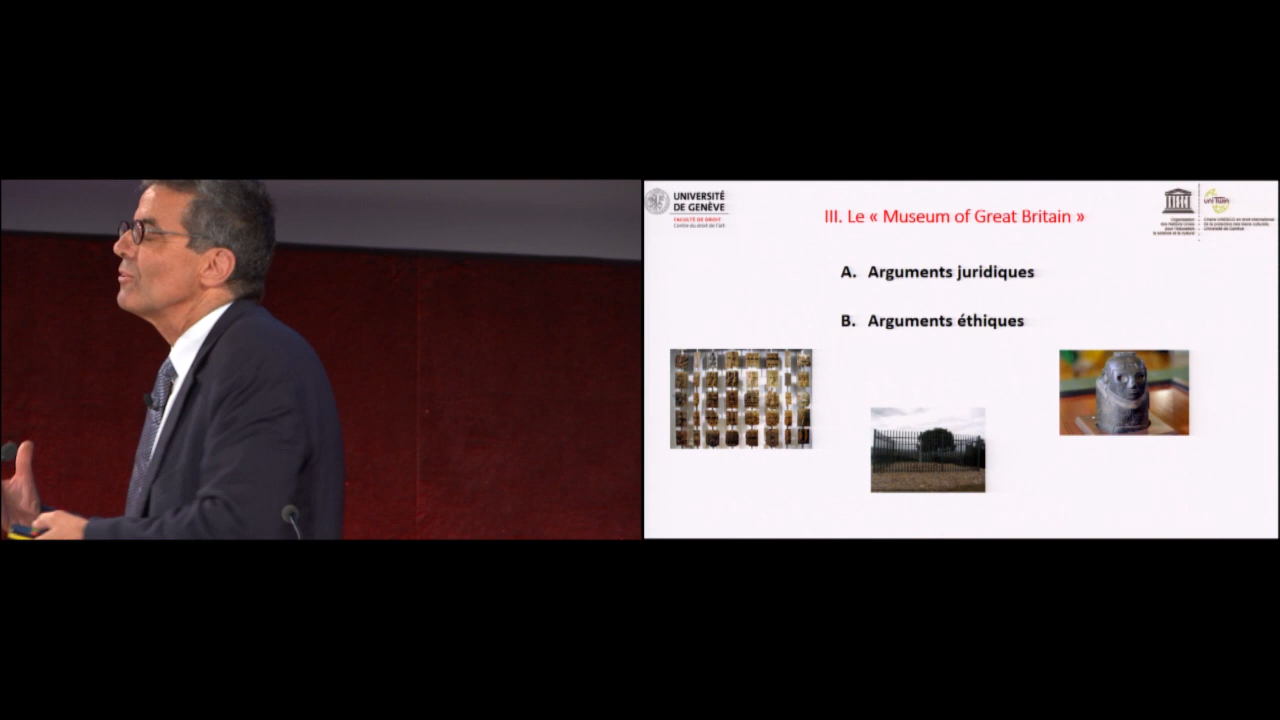 UNIVERSITÉ
DE GENÈVE
FACULTÉ DE DROIT
Centre du droit de l'art
III. Le « Museum of Great Britain »
UNITWIN
A. Arguments juridiques
B. Arguments éthiques